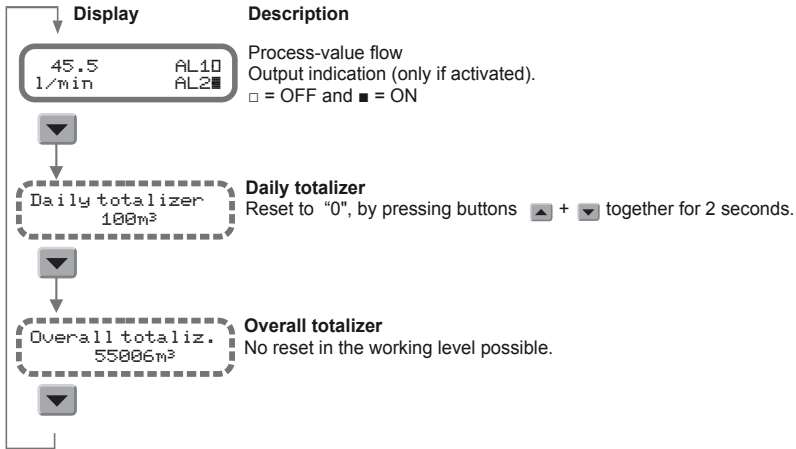 Display Description
45.5 AL1□
l/min AL2■
Process-value flow
Output indication (only if activated).
□ = OFF and ■ = ON
Daily totalizer
100m³
Daily totalizer
Reset to “0", by pressing buttons ▲ + ▼ together for 2 seconds.
Overall totaliz.
55006m³
Overall totalizer
No reset in the working level possible.